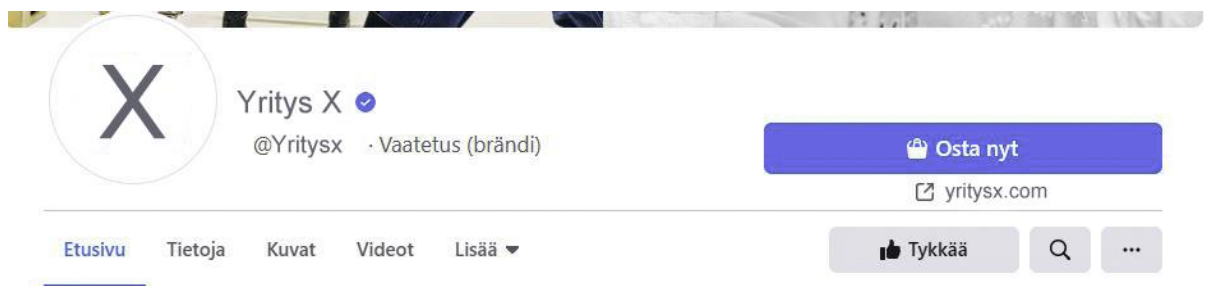 X
Yritys X
@Yritysx · Vaatetus (brändi)
Osta nyt
yritysx.com
Etusivu Tietoja Kuvat Videot Lisää
Tykkää